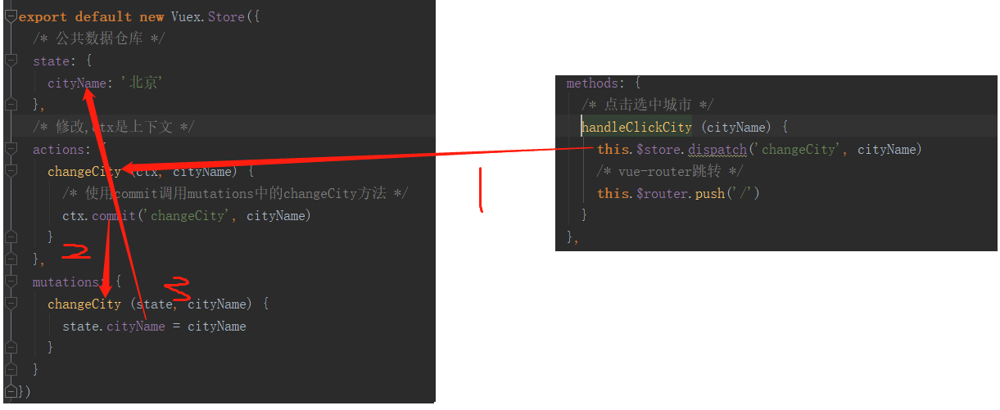 export default new Vuex.Store({
/* 公共数据仓库 */
state: {
cityName: '北京'
},
/* 修改,ctx是上下文 */
actions: {
changeCity (ctx, cityName) {
/* 使用commit调用mutations中的changeCity方法 */
ctx.commit('changeCity', cityName)
}
},
mutations: {
changeCity (state, cityName) {
state.cityName = cityName
}
}
})
methods: {
/* 点击选中城市 */
handleClickCity (cityName) {
this.$store.dispatch('changeCity', cityName)
/* vue-router跳转 */
this.$router.push('/')
}
},
1
2
3